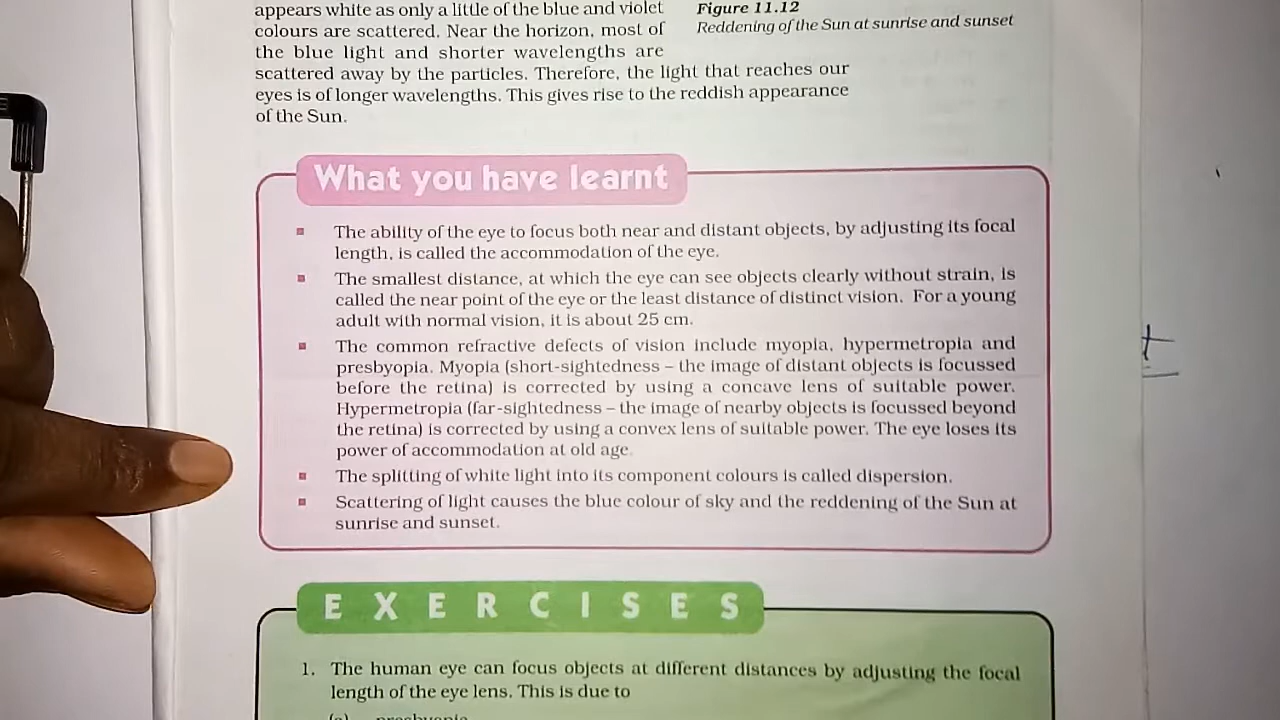 appears white as only a little of the blue and violet
colours are scattered. Near the horizon, most of
the blue light and shorter wavelengths are
scattered away by the particles. Therefore, the light that reaches our
eyes is of longer wavelengths. This gives rise to the reddish appearance
of the Sun.
Figure 11.12
Reddening of the Sun at sunrise and sunset
What you have learnt
The ability of the eye to focus both near and distant objects, by adjusting its focal
length, is called the accommodation of the eye.
The smallest distance, at which the eye can see objects clearly without strain, is
called the near point of the eye or the least distance of distinct vision. For a young
adult with normal vision, it is about 25 cm.
The common refractive defects of vision include myopia, hypermetropia and
presbyopia. Myopia (short-sightedness – the image of distant objects is focussed
before the retina) is corrected by using a concave lens of suitable power.
Hypermetropia (far-sightedness – the image of nearby objects is focussed beyond
the retina) is corrected by using a convex lens of suitable power. The eye loses its
power of accommodation at old age.
The splitting of white light into its component colours is called dispersion.
Scattering of light causes the blue colour of sky and the reddening of the Sun at
sunrise and sunset.
EXERCISES
1. The human eye can focus objects at different distances by adjusting the focal
length of the eye lens. This is due to
(a) presbyopia